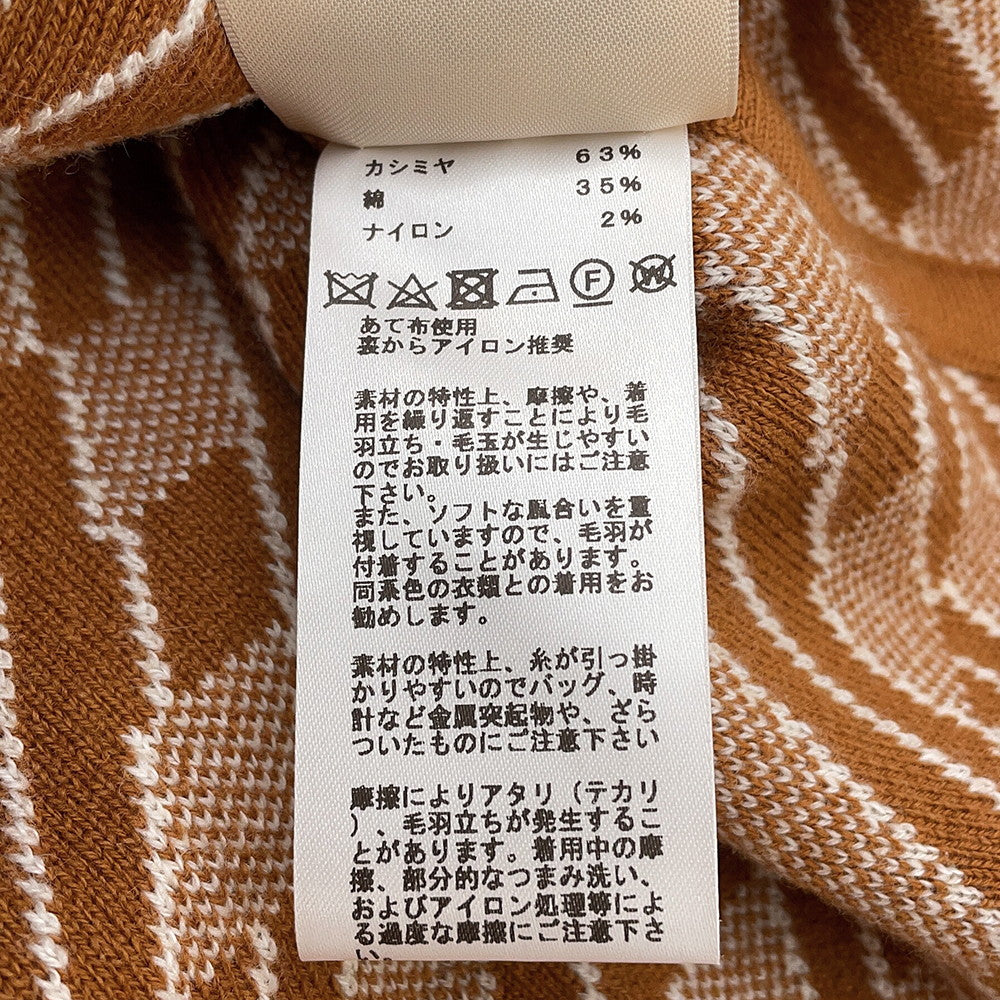 カシミヤ 63%
綿 35%
ナイロン 2%
F W
あて布使用
裏からアイロン推奨
素材の特性上、摩擦や、着
用を繰り返すことにより毛
羽立ち・毛玉が生じやすい
のでお取り扱いにはご注意
下さい。
また、ソフトな風合いを重
視していますので、毛羽が
付着することがあります。
同系色の衣類との着用をお
勧めします。
素材の特性上、糸が引っ掛
かりやすいのでバッグ、時
計など金属突起物や、ざら
ついたものにご注意下さい
摩擦によりアタリ（テカリ
）、毛羽立ちが発生するこ
とがあります。着用中の摩
擦、部分的なつまみ洗い、
およびアイロン処理等によ
る過度な摩擦にご注意下さ
い。